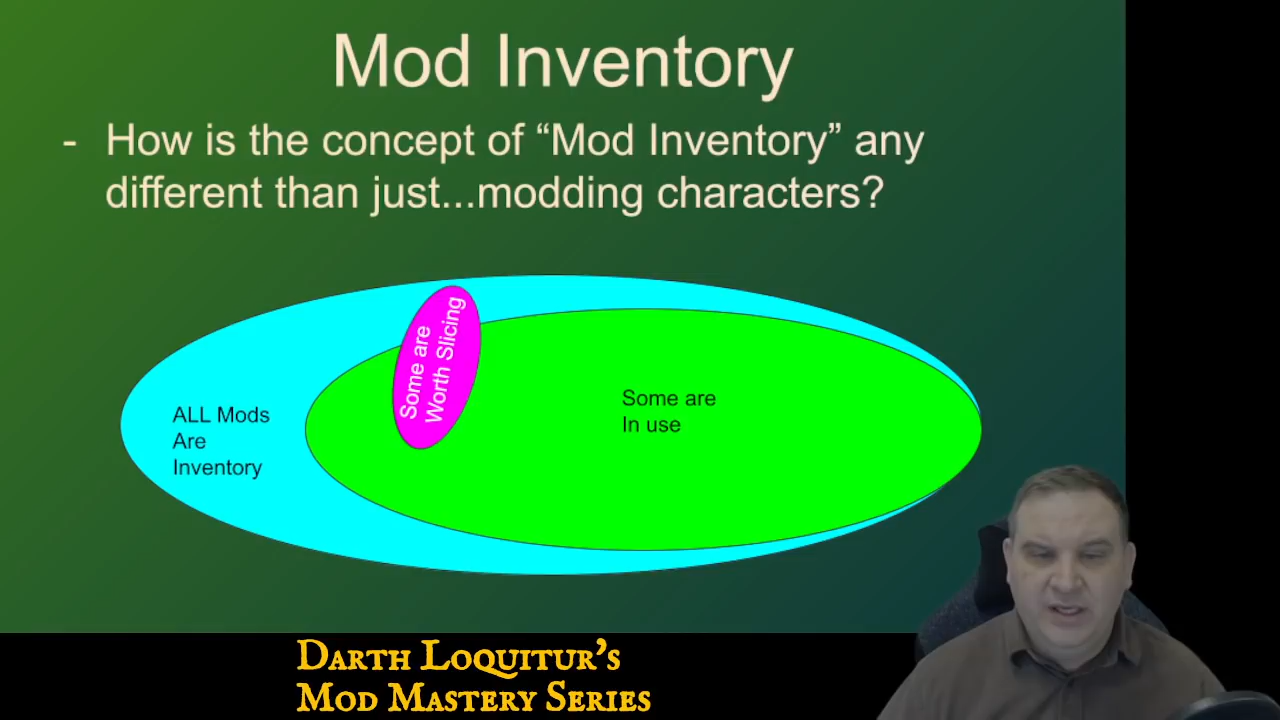 Mod Inventory
- How is the concept of “Mod Inventory” any
different than just...modding characters?
Some are
Worth Slicing
ALL Mods
Are
Inventory
Some are
In use
Darth Loquitur’s
Mod Mastery Series